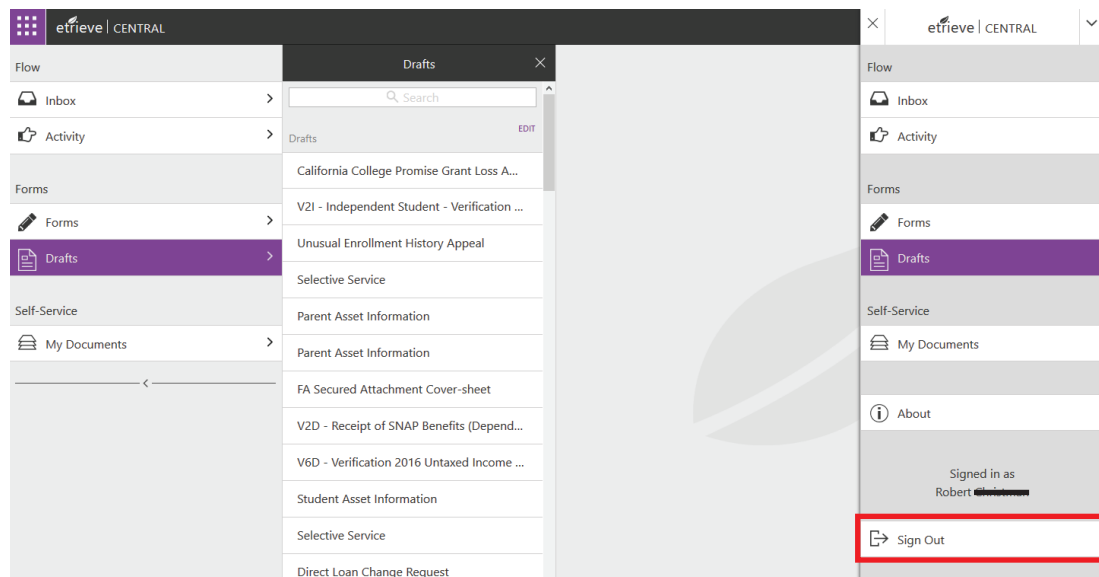 etrieve | CENTRAL
Flow
Inbox
Activity
Forms
Forms
Drafts
Self-Service
My Documents
Drafts
Search
Drafts
EDIT
California College Promise Grant Loss A...
V2I - Independent Student - Verification ...
Unusual Enrollment History Appeal
Selective Service
Parent Asset Information
Parent Asset Information
FA Secured Attachment Cover-sheet
V2D - Receipt of SNAP Benefits (Depend...
V6D - Verification 2016 Untaxed Income ...
Student Asset Information
Selective Service
Direct Loan Change Request
etrieve | CENTRAL
Flow
Inbox
Activity
Forms
Forms
Drafts
Self-Service
My Documents
About
Signed in as
Robert
Sign Out